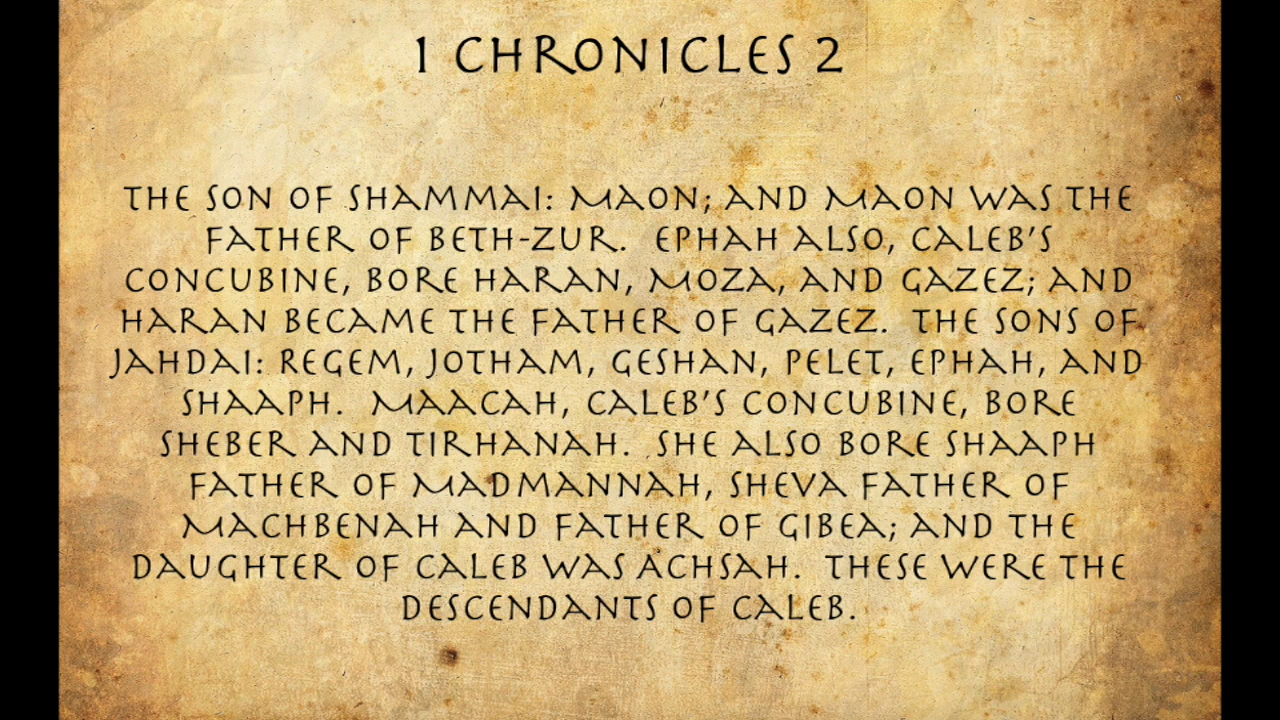 1 CHRONICLES 2
THE SON OF SHAMMAI: MAON; AND MAON WAS THE
FATHER OF BETH-ZUR. EPHAH ALSO, CALEB'S
CONCUBINE, BORE HARAN, MOZA, AND GAZEZ; AND
HARAN BECAME THE FATHER OF GAZEZ. THE SONS OF
JAHDAI: REGEM, JOTHAM, GESHAN, PELET, EPHAH, AND
SHAAPH. MAACAH, CALEB'S CONCUBINE, BORE
SHEBER AND TIRHANAH. SHE ALSO BORE SHAAPH
FATHER OF MADMANNAH, SHEVA FATHER OF
MACHBENAH AND FATHER OF GIBEA; AND THE
DAUGHTER OF CALEB WAS ACHSAH. THESE WERE THE
DESCENDANTS OF CALEB.